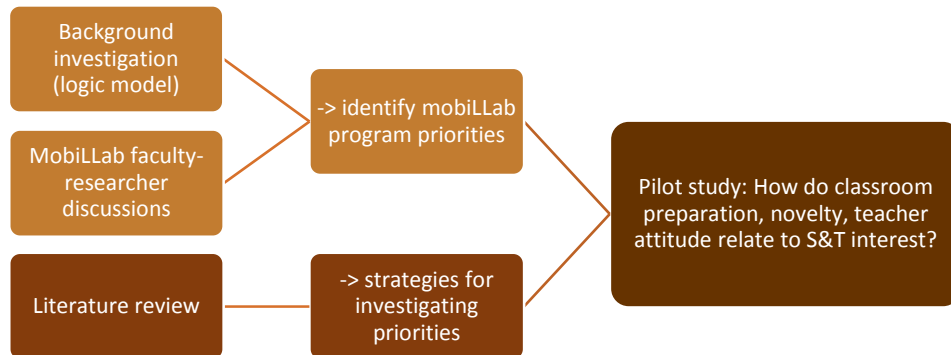 Background
investigation
(logic model)
MobiLLab faculty-
researcher
discussions
Literature review
-> identify mobiLLab
program priorities
-> strategies for
investigating
priorities
Pilot study: How do classroom
preparation, novelty, teacher
attitude relate to S&T interest?